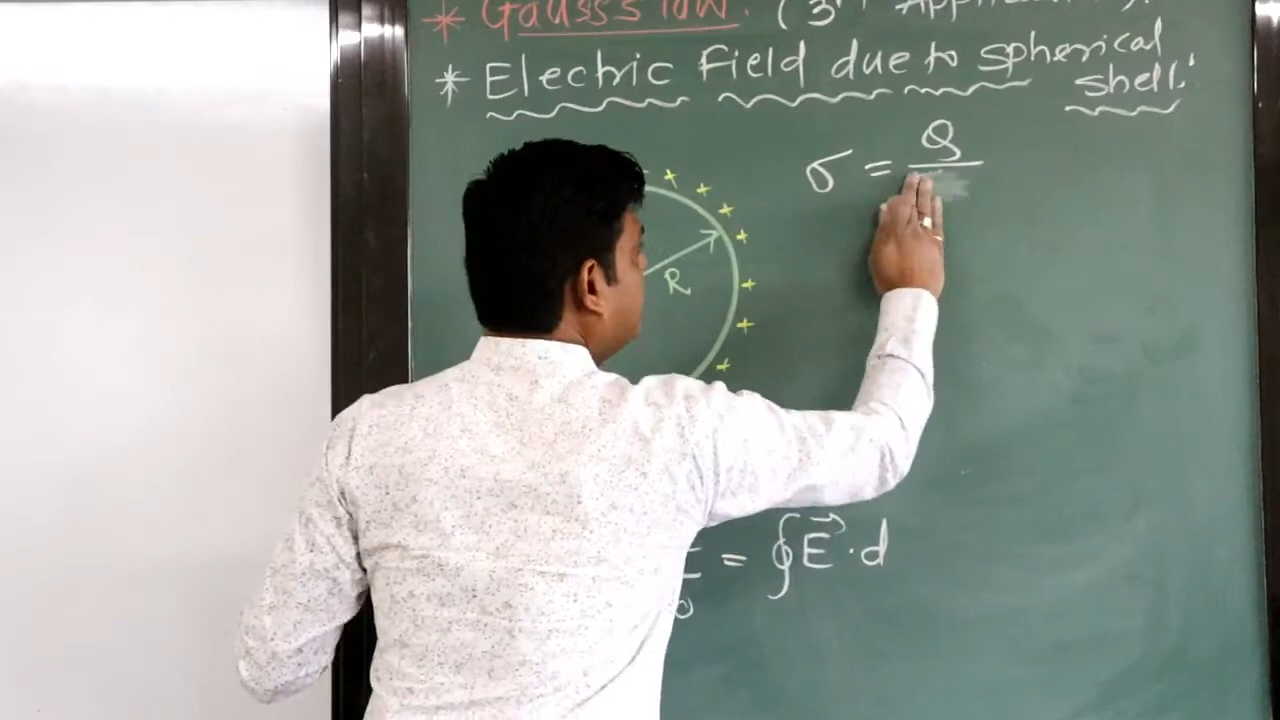 * Gauss's law. (3rd Application).
* Electric Field due to spherical
shell.
σ = Q
R
= ∮E⃗ · d